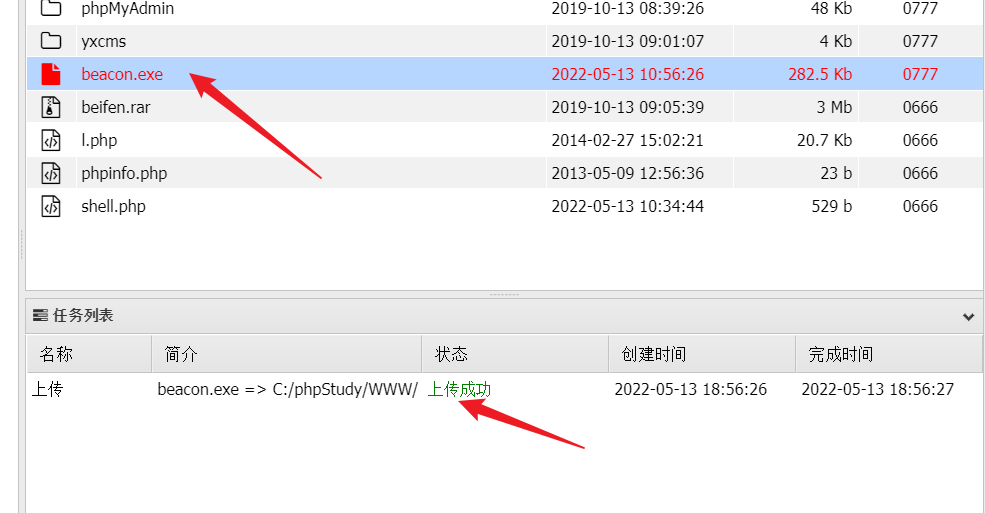 phpMyAdmin 2019-10-13 08:39:26 48 Kb 0777
yxcms 2019-10-13 09:01:07 4 Kb 0777
beacon.exe 2022-05-13 10:56:26 282.5 Kb 0777
beifen.rar 2019-10-13 09:05:39 3 Mb 0666
l.php 2014-02-27 15:02:21 20.7 Kb 0666
phpinfo.php 2013-05-09 12:56:36 23 b 0666
shell.php 2022-05-13 10:34:44 529 b 0666
任务列表
名称 简介 状态 创建时间 完成时间
上传 beacon.exe => C:/phpStudy/WWW/ 上传成功 2022-05-13 18:56:26 2022-05-13 18:56:27